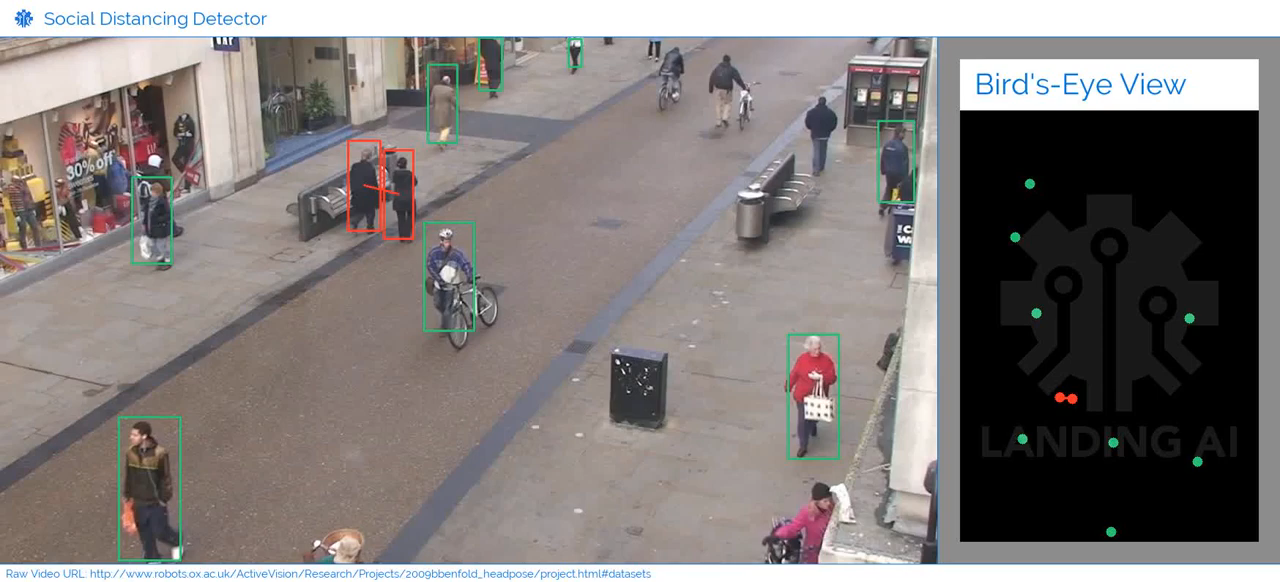 Social Distancing Detector
WAY
30% off
Bird's-Eye View
LANDING AI
Raw Video URL: http://www.robots.ox.ac.uk/ActiveVision/Research/Projects/2009bbenfold_headpose/project.html#datasets